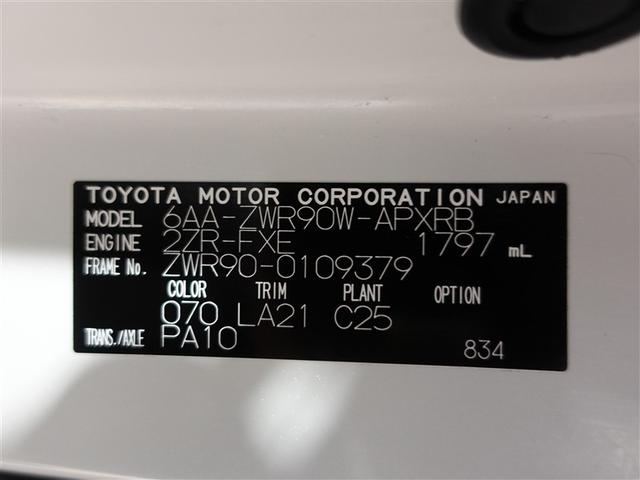 TOYOTA MOTOR CORPORATION JAPAN
MODEL 6AA-ZWR90W-APXRB
ENGINE 2ZR-FXE 1797 mL
FRAME No. ZWR90-0109379
COLOR TRIM PLANT OPTION
070 LA21 C25
TRANS./AXLE PA10
834